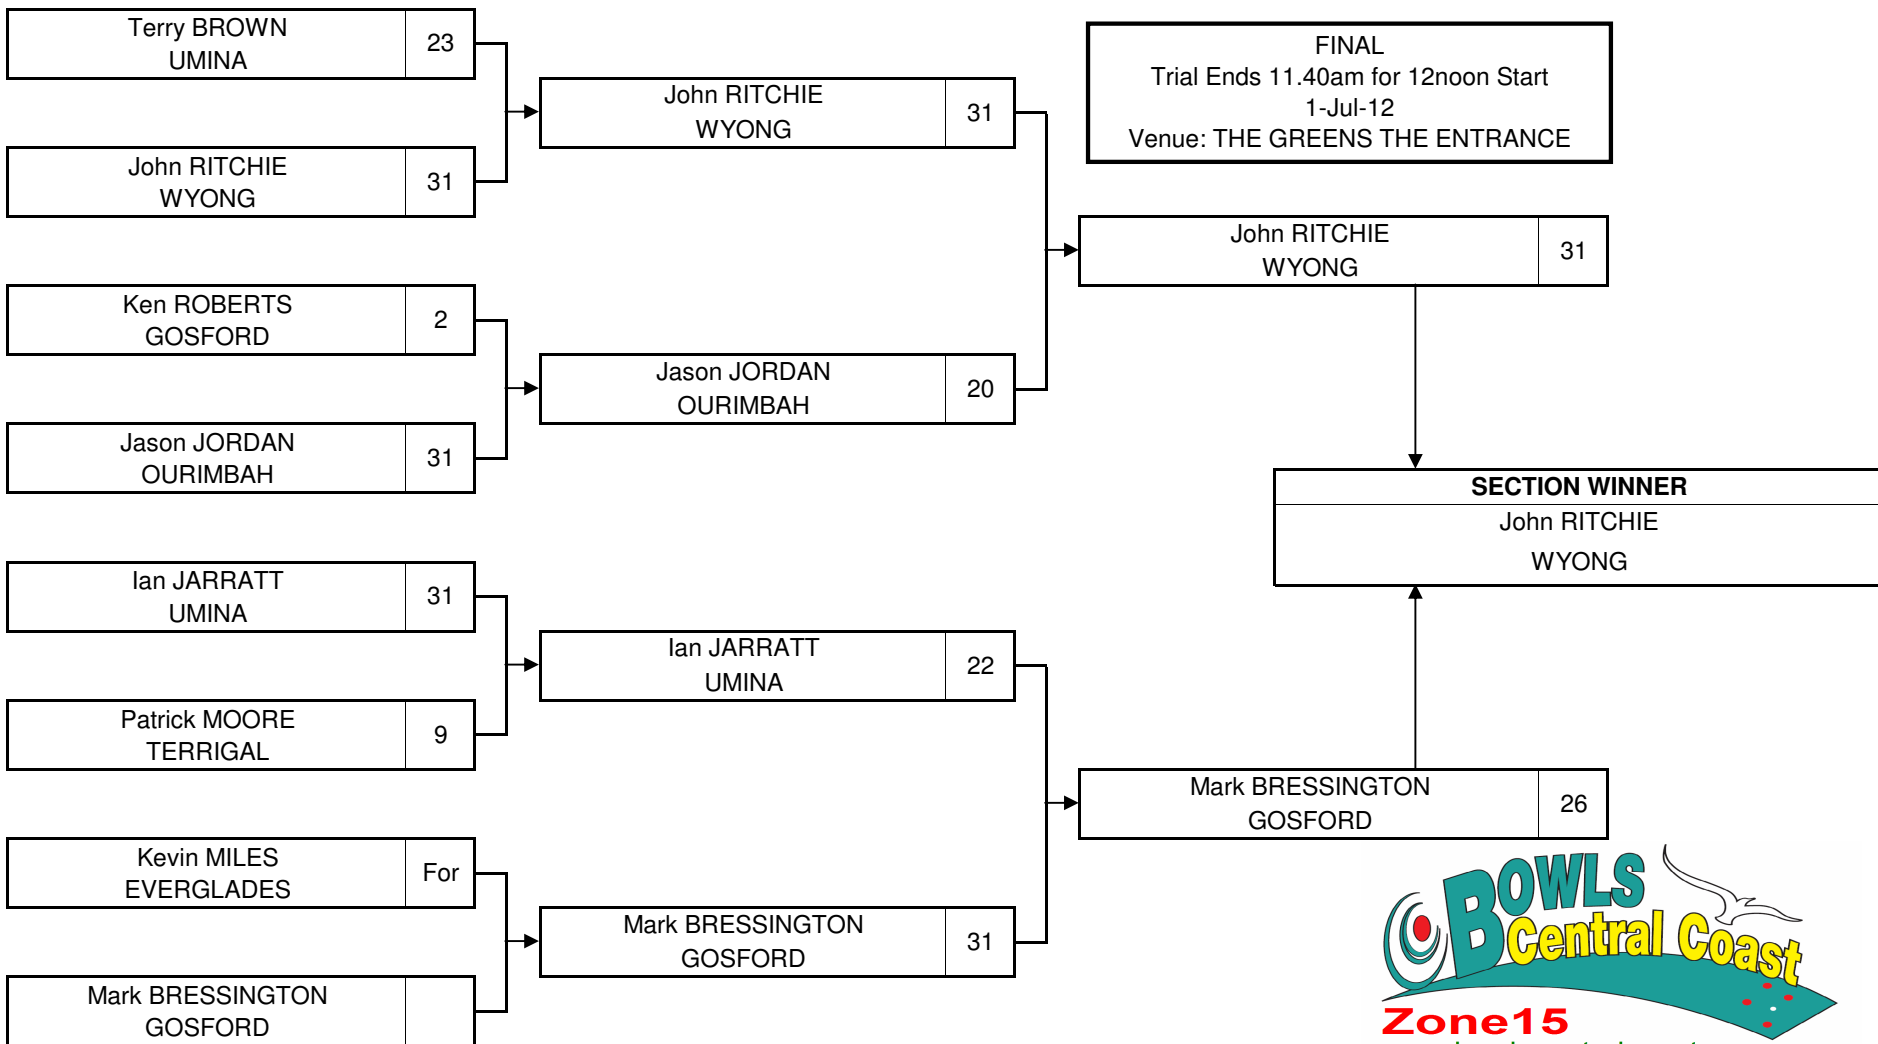 Terry BROWN
UMINA
23
John RITCHIE
WYONG
31
Ken ROBERTS
GOSFORD
2
Jason JORDAN
OURIMBAH
31
Ian JARRATT
UMINA
31
Patrick MOORE
TERRIGAL
9
Kevin MILES
EVERGLADES
For
Mark BRESSINGTON
GOSFORD
John RITCHIE
WYONG
31
Jason JORDAN
OURIMBAH
20
Ian JARRATT
UMINA
22
Mark BRESSINGTON
GOSFORD
31
FINAL
Trial Ends 11.40am for 12noon Start
1-Jul-12
Venue: THE GREENS THE ENTRANCE
John RITCHIE
WYONG
31
Mark BRESSINGTON
GOSFORD
26
SECTION WINNER
John RITCHIE
WYONG
BOWLS
Central Coast
Zone15